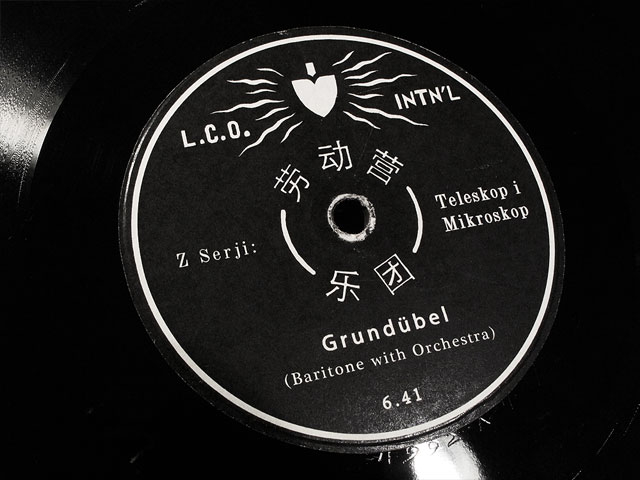 L.C.O. INTN'L
劳动营
Z Serji:
Teleskop i
Mikroskop
乐团
Grundübel
(Baritone with Orchestra)
6.41